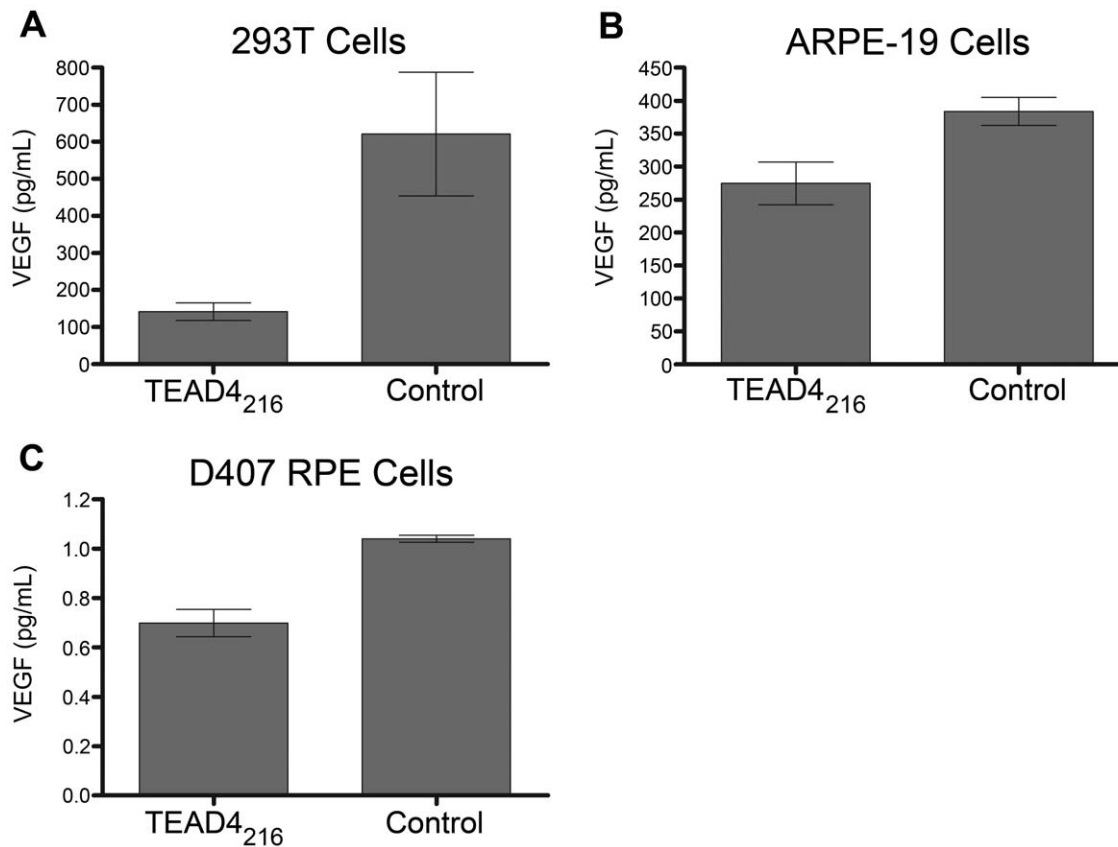 A
293T Cells
VEGF (pg/mL)
800
700
600
500
400
300
200
100
0
TEAD4216
Control
B
ARPE-19 Cells
VEGF (pg/mL)
450
400
350
300
250
200
150
100
50
0
TEAD4216
Control
C
D407 RPE Cells
VEGF (pg/mL)
1.2
1.0
0.8
0.6
0.4
0.2
0.0
TEAD4216
Control